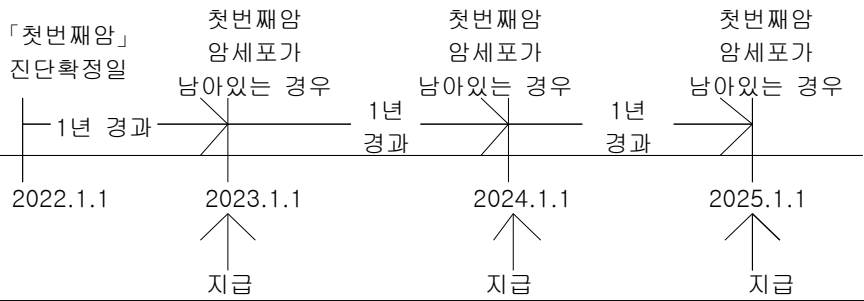 「첫번째암」
진단확정일
첫번째암
암세포가
남아있는 경우
첫번째암
암세포가
남아있는 경우
첫번째암
암세포가
남아있는 경우
1년 경과
1년
경과
1년
경과
2022.1.1
2023.1.1
2024.1.1
2025.1.1
지급
지급
지급